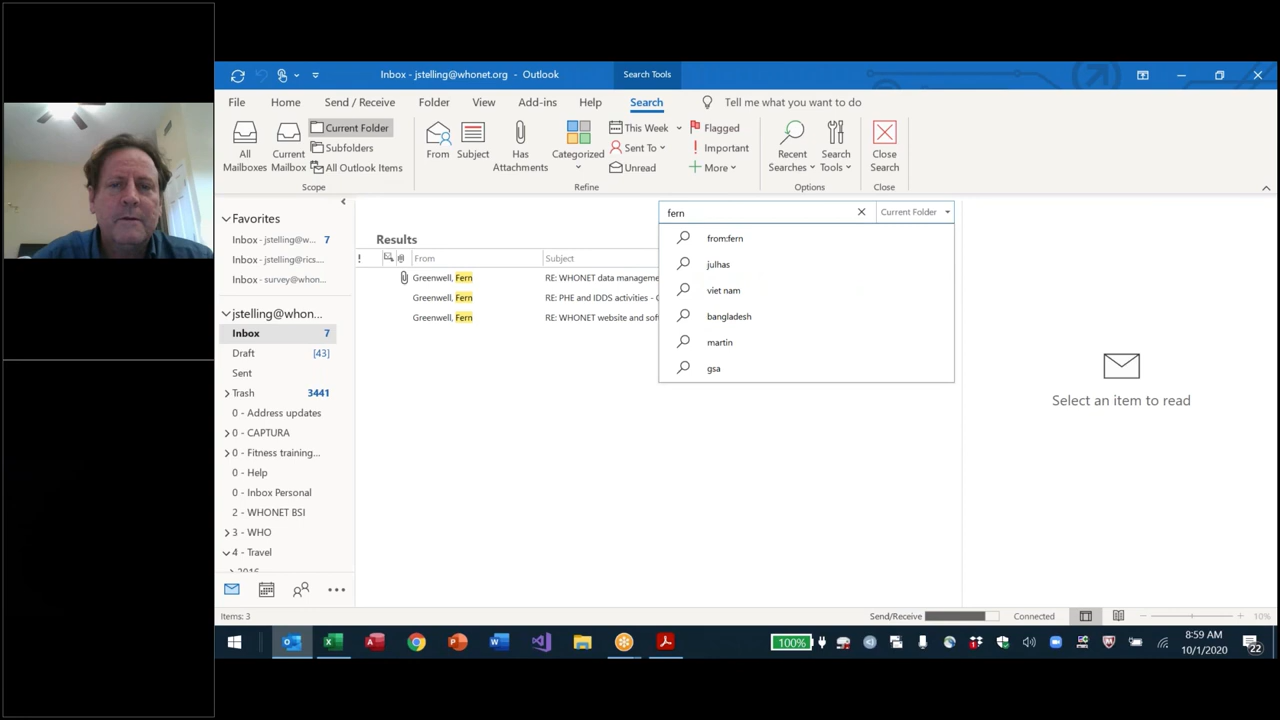 Inbox - jstelling@whonet.org - Outlook
Search Tools
File Home Send / Receive Folder View Add-ins Help Search Tell me what you want to do
All Mailboxes
Current Mailbox
Current Folder
Subfolders
All Outlook Items
Scope
From
Subject
Has Attachments
Categorized
This Week
Sent To
Unread
Flagged
Important
More
Refine
Recent Searches
Search Tools
Options
Close Search
Close
Favorites
Inbox - jstelling@w... 7
Inbox - jstelling@rics....
Inbox - survey@whon...
jstelling@whon...
Inbox 7
Draft [43]
Sent
Trash 3441
0 - Address updates
0 - CAPTURA
0 - Fitness training...
0 - Help
0 - Inbox Personal
2 - WHONET BSI
3 - WHO
4 - Travel
2016
fern
Current Folder
from:fern
julhas
viet nam
bangladesh
martin
gsa
Results
! From Subject
Greenwell, Fern RE: WHONET data manageme
Greenwell, Fern RE: PHE and IDDS activities -
Greenwell, Fern RE: WHONET website and sof
Select an item to read
Items: 3
Send/Receive
Connected
10%
100%
8:59 AM
10/1/2020
22